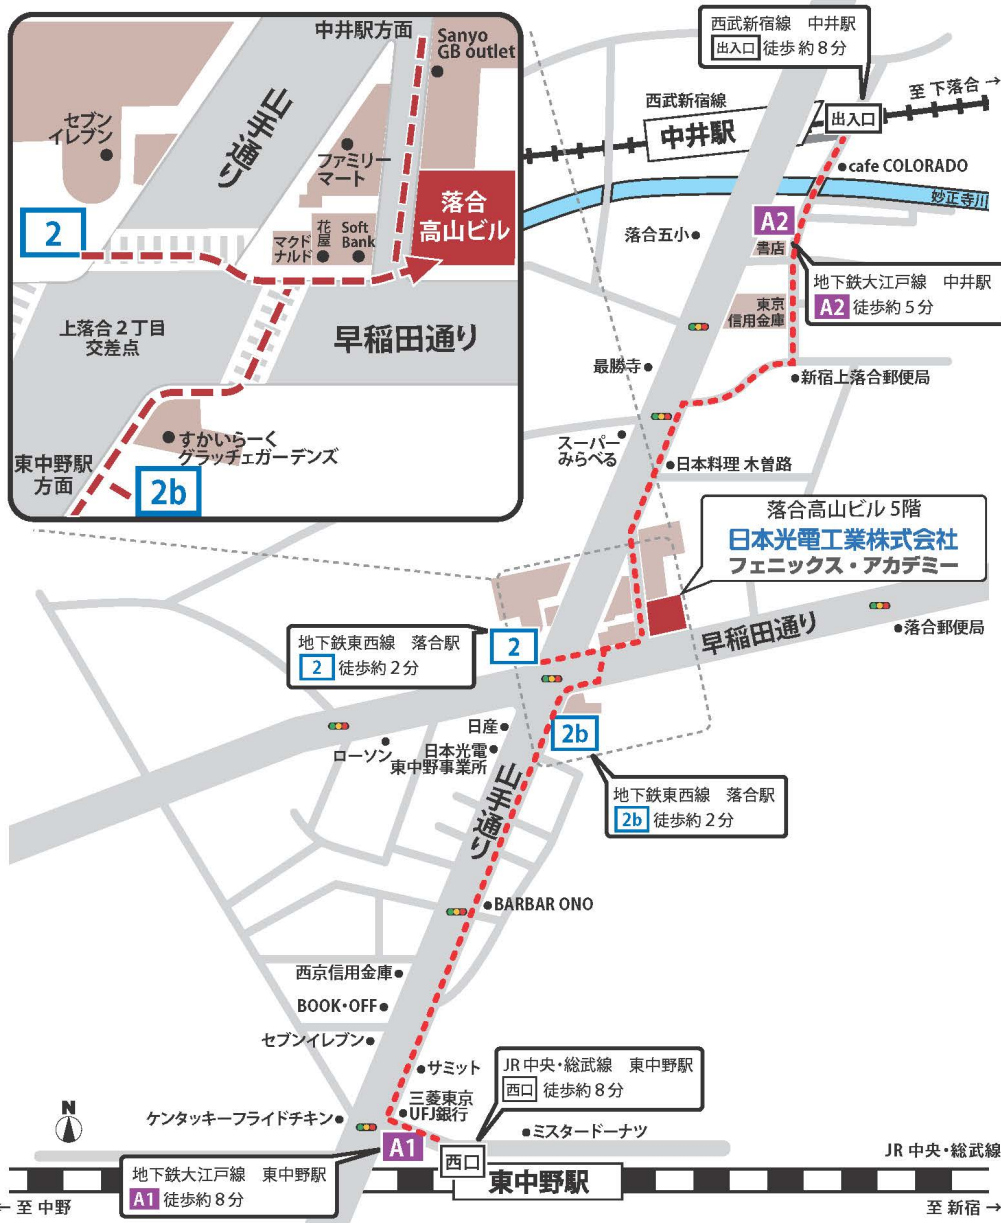 中井駅方面
Sanyo
GB outlet
セブン
イレブン
山手通り
ファミリー
マート
落合
高山ビル
2
マクド
ナルド
花屋
Soft
Bank
上落合2丁目
交差点
早稲田通り
すかいらーく
グラッチェガーデンズ
東中野駅
方面
2b
西武新宿線 中井駅
出入口 徒歩 約8分
至 下落合 →
西武新宿線
中井駅
出入口
cafe COLORADO
妙正寺川
A2
落合五小
書店
地下鉄大江戸線 中井駅
A2 徒歩約5分
東京
信用金庫
最勝寺
新宿上落合郵便局
スーパー
みらべる
日本料理 木曽路
落合高山ビル 5階
日本光電工業株式会社
フェニックス・アカデミー
早稲田通り
落合郵便局
地下鉄東西線 落合駅
2 徒歩約2分
2
2b
日産
ローソン
日本光電
東中野事業所
地下鉄東西線 落合駅
2b 徒歩約2分
山手通り
BARBAR ONO
西京信用金庫
BOOK・OFF
セブンイレブン
サミット
JR 中央・総武線 東中野駅
西口 徒歩約8分
三菱東京
UFJ銀行
N
ケンタッキーフライドチキン
ミスタードーナツ
A1
西口
JR 中央・総武線
地下鉄大江戸線 東中野駅
A1 徒歩約8分
東中野駅
← 至 中野
至 新宿 →